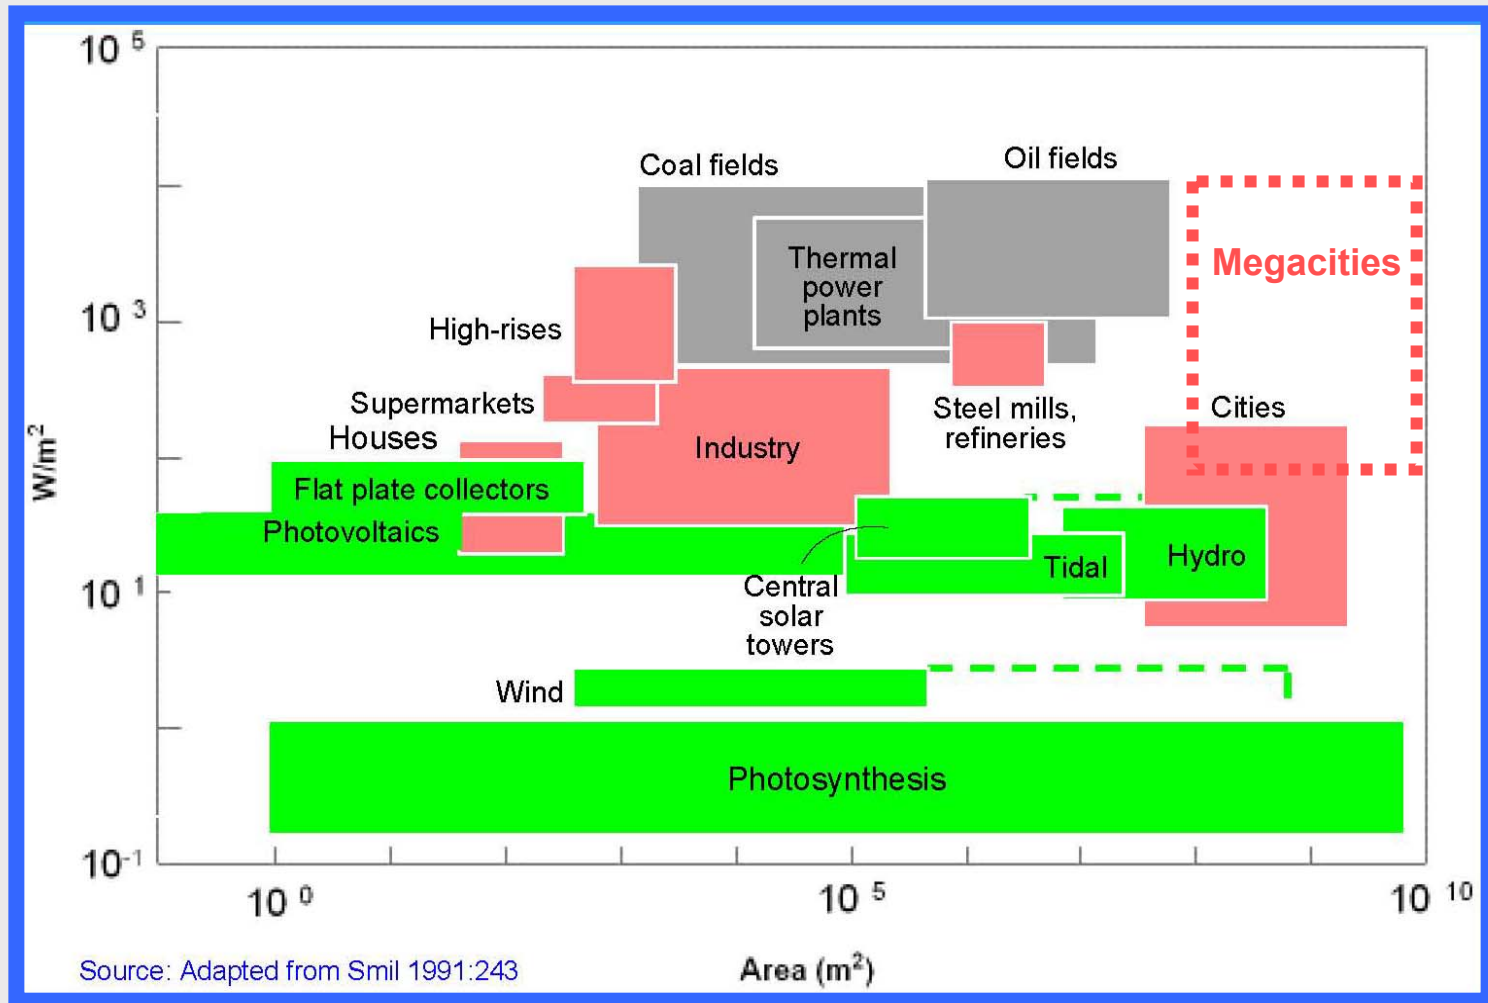 10 5
Coal fields
Oil fields
Megacities
Thermal
power
plants
10 3
High-rises
Supermarkets
Steel mills,
refineries
Cities
Houses
Industry
W/m2
Flat plate collectors
Photovoltaics
Tidal
Hydro
10 1
Central
solar
towers
Wind
Photosynthesis
10-1
10 0
10 5
10 10
Area (m2)
Source: Adapted from Smil 1991:243